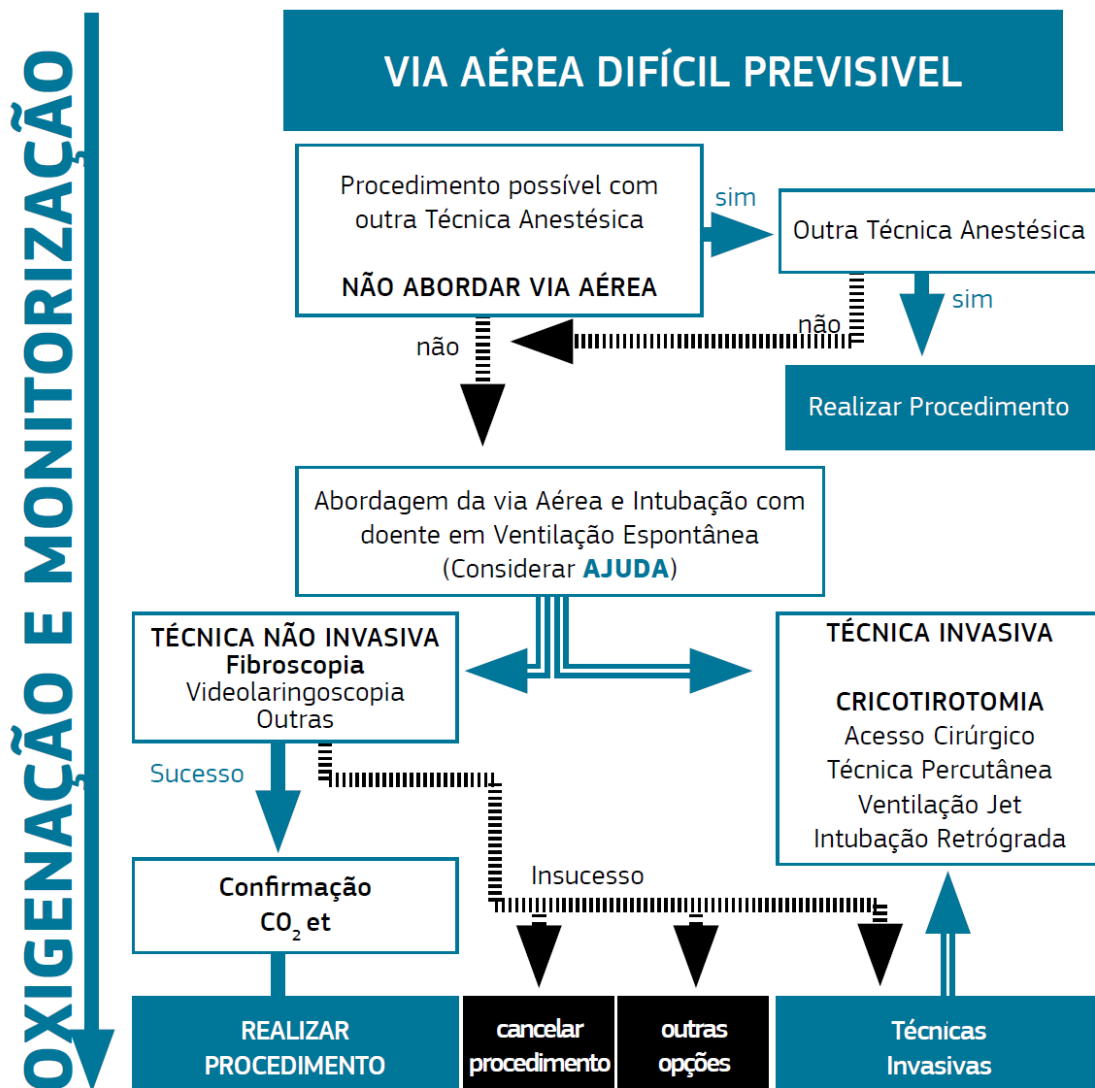 OXIGENAÇÃO E MONITORIZAÇÃO
VIA AÉREA DIFÍCIL PREVISIVEL
Procedimento possível com
outra Técnica Anestésica
NÃO ABORDAR VIA AÉREA
sim
Outra Técnica Anestésica
não
não
sim
Realizar Procedimento
Abordagem da via Aérea e Intubação com
doente em Ventilação Espontânea
(Considerar AJUDA)
TÉCNICA NÃO INVASIVA
Fibroscopia
Videolaringoscopia
Outras
TÉCNICA INVASIVA
CRICOTIROTOMIA
Acesso Cirúrgico
Técnica Percutânea
Ventilação Jet
Intubação Retrógrada
Sucesso
Confirmação
CO₂ et
Insucesso
REALIZAR
PROCEDIMENTO
cancelar
procedimento
outras
opções
Técnicas
Invasivas